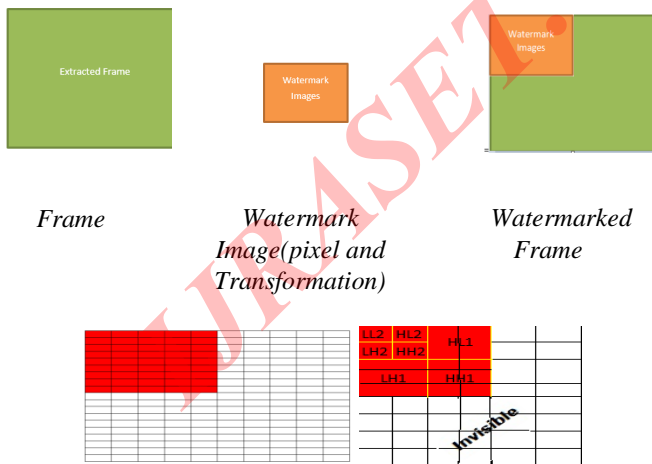 Extracted Frame
Watermark
Images
Watermark
Images
Frame
Watermark
Image(pixel and
Transformation)
Watermarked
Frame
LL2 HL2 HL1
LH2 HH2
LH1 HH1
Invisible
IJRASET.